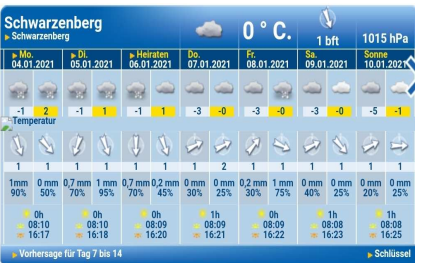 Schwarzenberg
Schwarzenberg
0 ° C.
1 bft
1015 hPa
Mo. Di. Heiraten Do. Fr. Sa. Sonne
04.01.2021 05.01.2021 06.01.2021 07.01.2021 08.01.2021 09.01.2021 10.01.2021
-1 2 -1 1 -1 1 -3 -0 -3 -0 -3 -0 -5 -1
Temperatur
1 1 1 1 1 1 1 2 1 1 1 1 1 1
1mm 0 mm 0,7 mm 1 mm 0,7 mm 0,2 mm 0 mm 0 mm 0,2 mm 1 mm 0 mm 0 mm 0 mm 0 mm
90% 50% 70% 95% 70% 45% 30% 25% 30% 75% 40% 25% 20% 25%
0h 0h 0h 1h 0h 1h 1h
08:10 08:10 08:09 08:09 08:09 08:08 08:08
16:17 16:18 16:20 16:21 16:22 16:23 16:25
Vorhersage für Tag 7 bis 14 Schlüssel